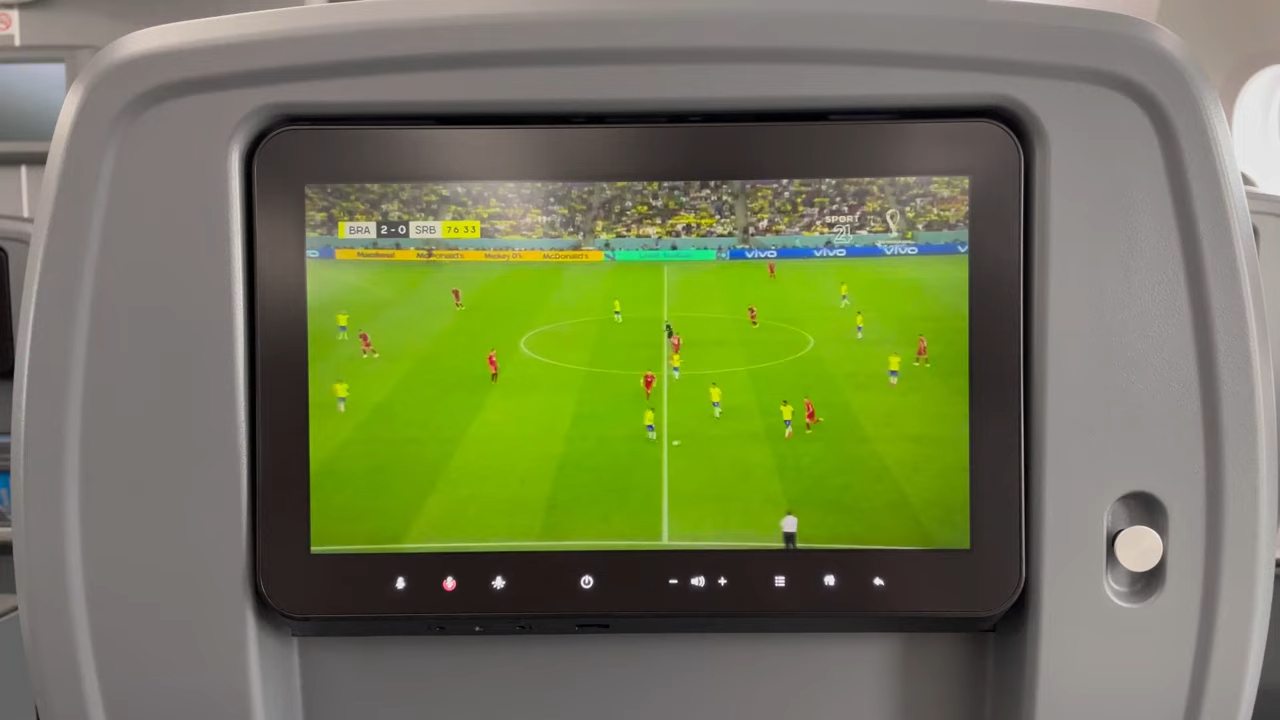 BRA 2-0 SRB 76 33
SPORT
21
McDonald's McDonald's
vivo vivo vivo